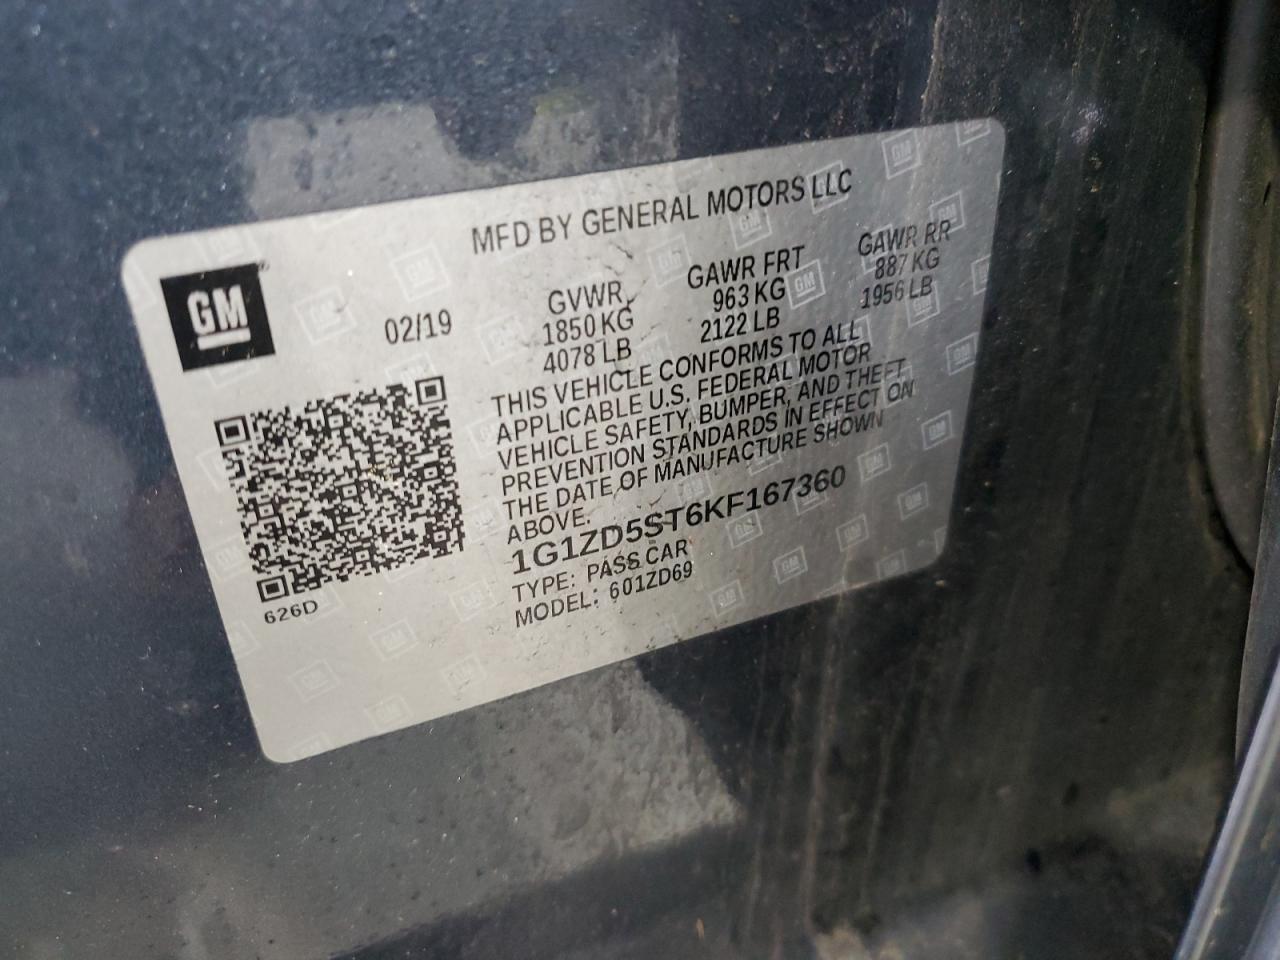 MFD BY GENERAL MOTORS LLC
GM
02/19
GVWR
1850 KG
4078 LB
GAWR FRT
963 KG
2122 LB
GAWR RR
887 KG
1956 LB
THIS VEHICLE CONFORMS TO ALL
APPLICABLE U.S. FEDERAL MOTOR
VEHICLE SAFETY, BUMPER, AND THEFT
PREVENTION STANDARDS IN EFFECT ON
THE DATE OF MANUFACTURE SHOWN
ABOVE.
1G1ZD5ST6KF167360
TYPE: PASS CAR
MODEL: 601ZD69
626D